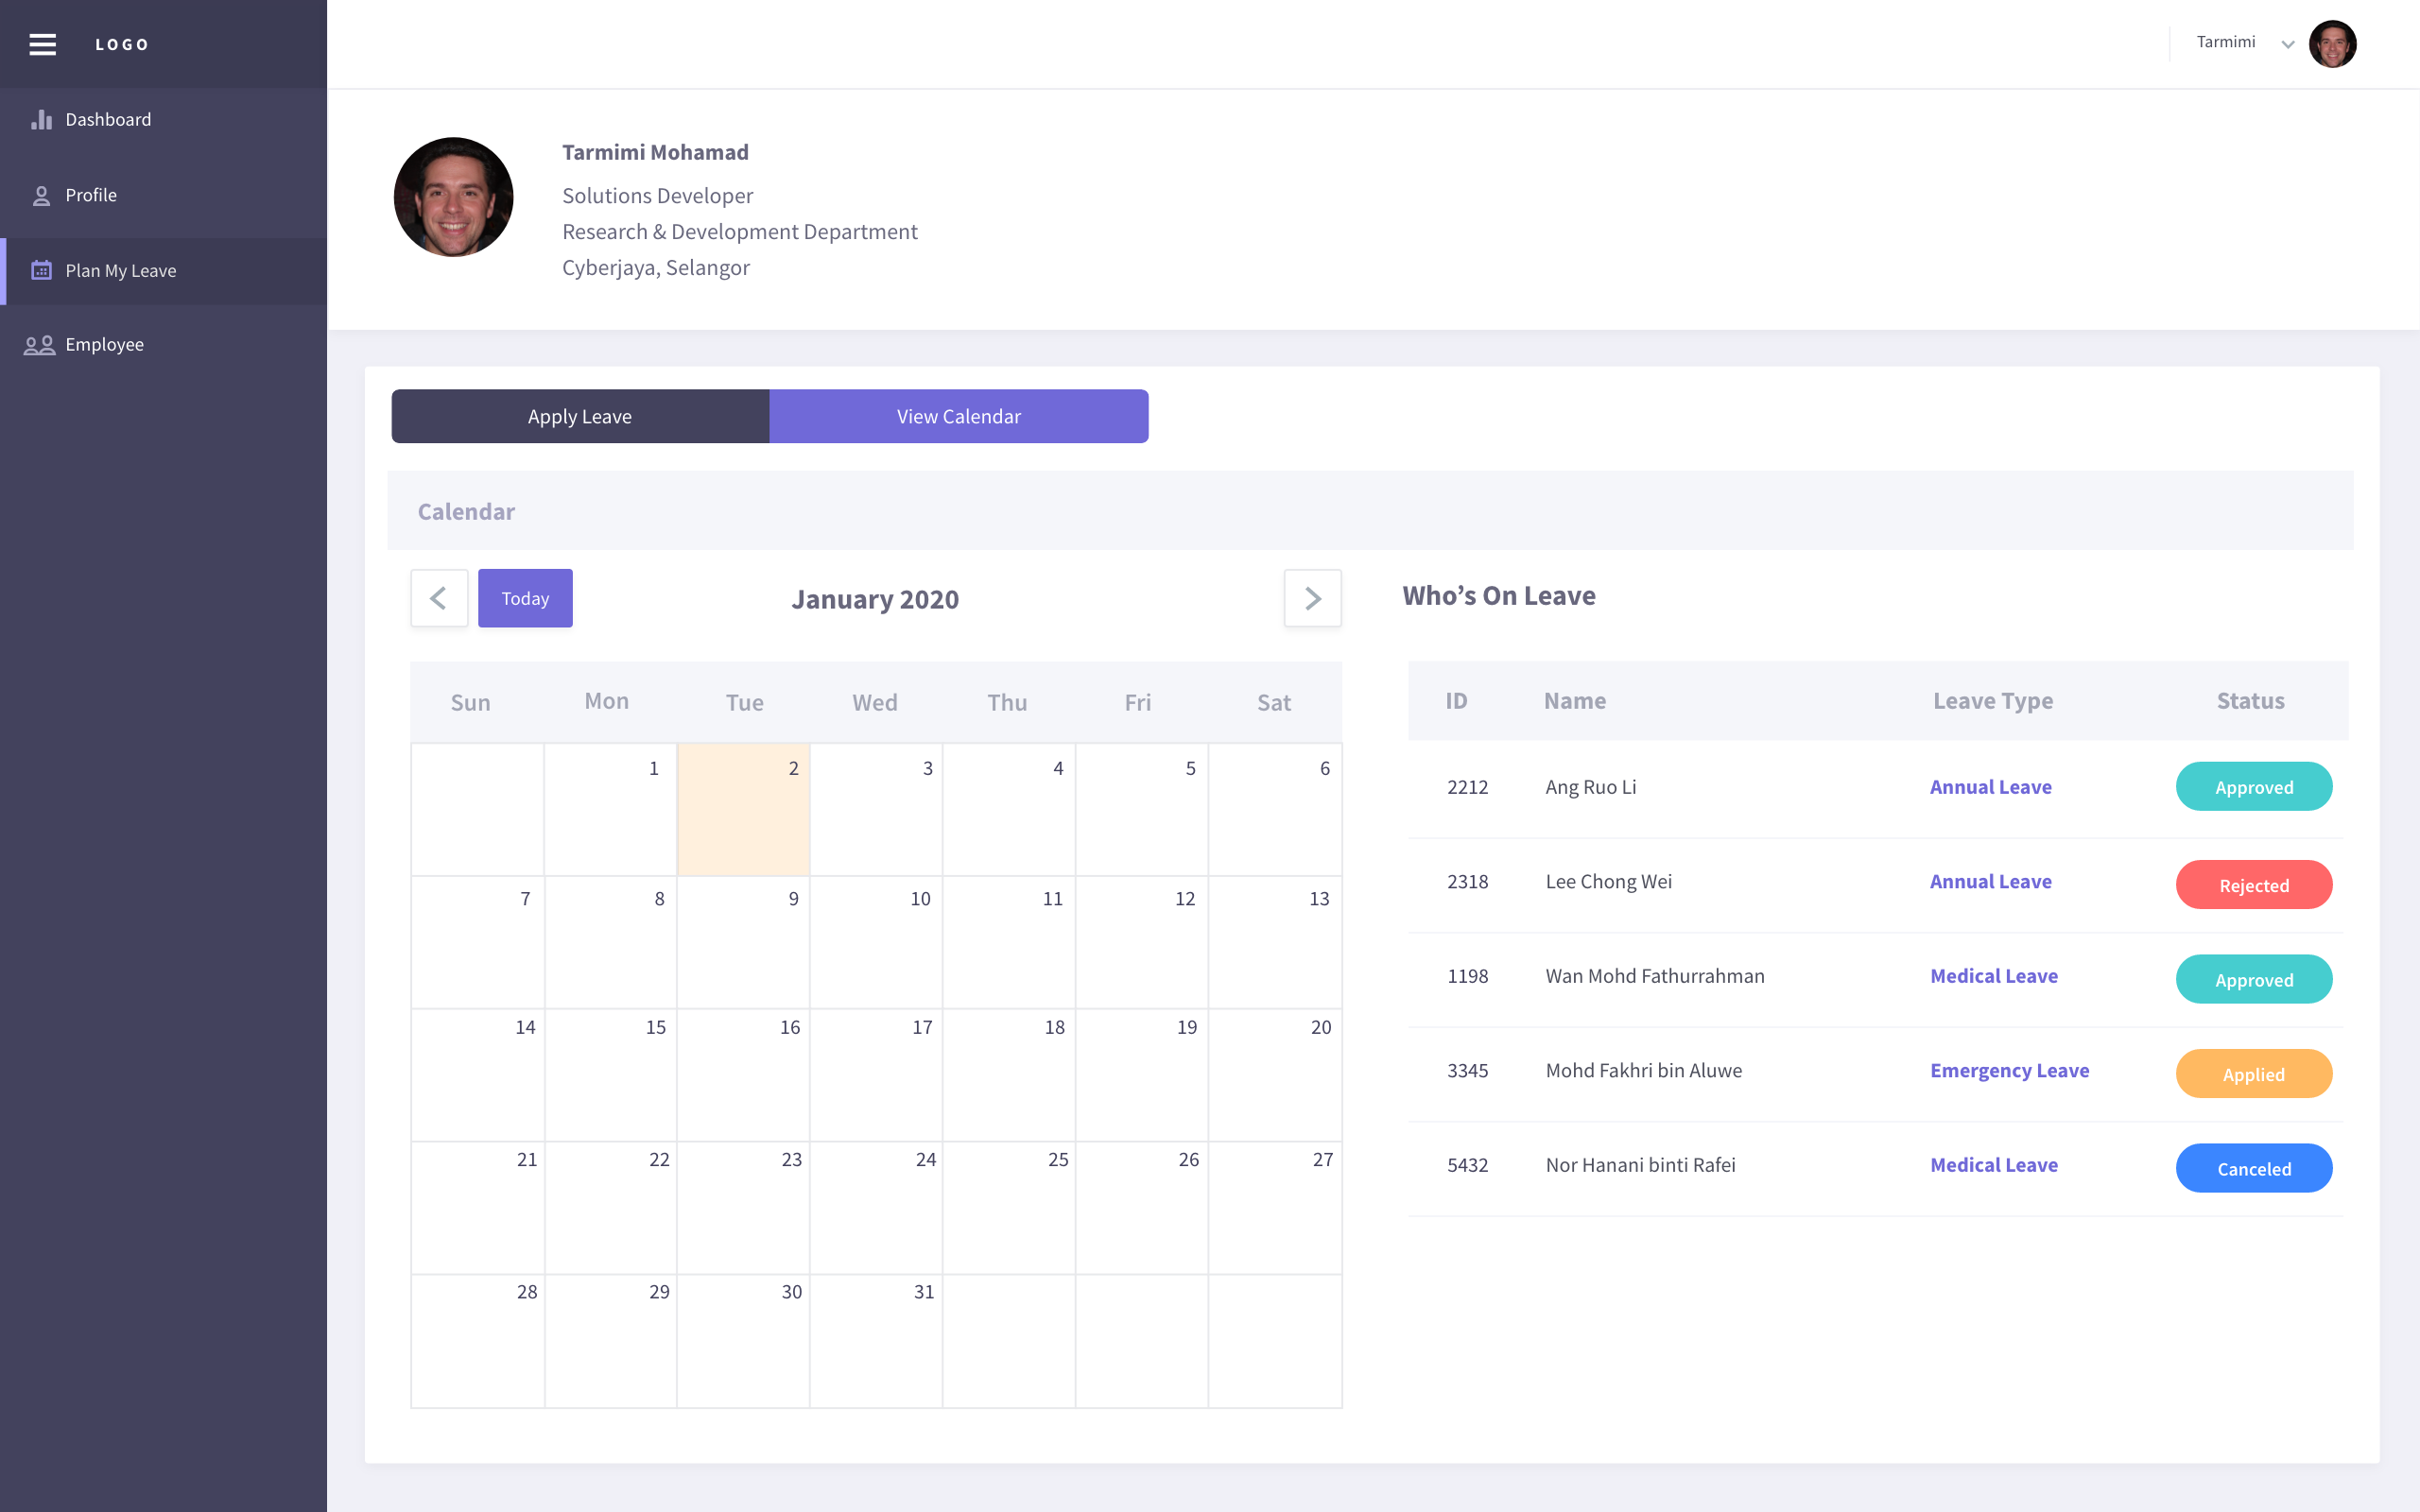 LOGO
Tarmimi
Dashboard
Profile
Plan My Leave
Employee
Tarmimi Mohamad
Solutions Developer
Research & Development Department
Cyberjaya, Selangor
Apply Leave View Calendar
Calendar
Today January 2020
Who’s On Leave
Sun Mon Tue Wed Thu Fri Sat
1 2 3 4 5 6
7 8 9 10 11 12 13
14 15 16 17 18 19 20
21 22 23 24 25 26 27
28 29 30 31
ID Name Leave Type Status
2212 Ang Ruo Li Annual Leave Approved
2318 Lee Chong Wei Annual Leave Rejected
1198 Wan Mohd Fathurrahman Medical Leave Approved
3345 Mohd Fakhri bin Aluwe Emergency Leave Applied
5432 Nor Hanani binti Rafei Medical Leave Canceled